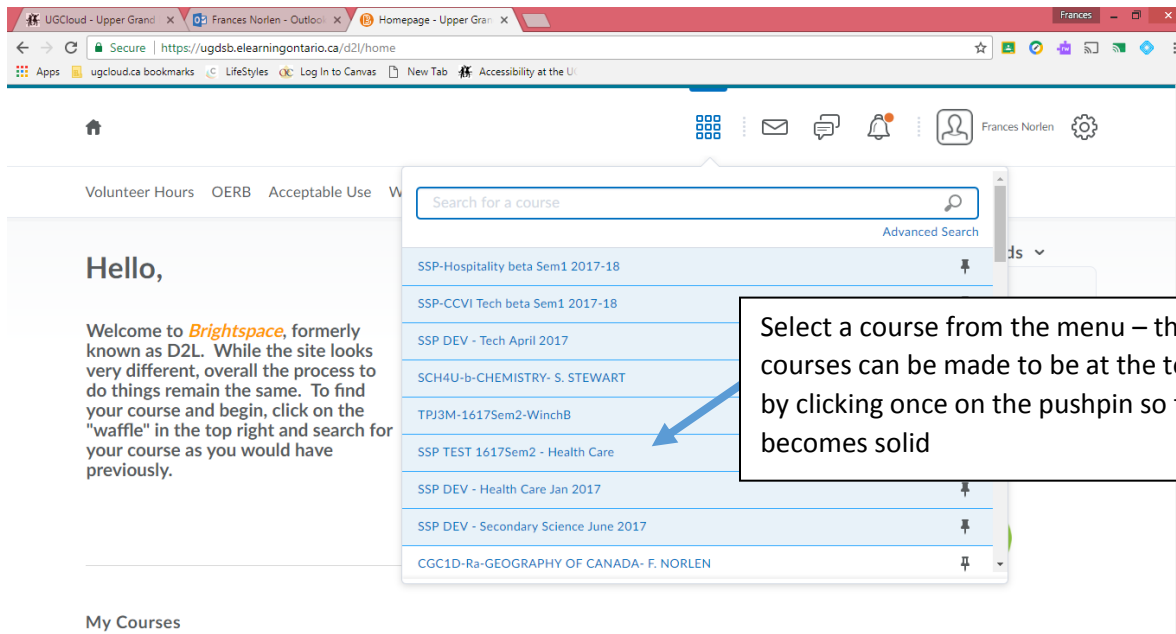 UGCloud - Upper Grand
Frances Norlen - Outlook
Homepage - Upper Gran
Frances
Secure | https://ugdsb.elearningontario.ca/d2l/home
Apps ugcloud.ca bookmarks LifeStyles Log In to Canvas New Tab Accessibility at the U
Frances Norlen
Volunteer Hours OERB Acceptable Use W
Search for a course
Advanced Search
Hello,
Welcome to Brightspace, formerly
known as D2L. While the site looks
very different, overall the process to
do things remain the same. To find
your course and begin, click on the
"waffle" in the top right and search for
your course as you would have
previously.
SSP-Hospitality beta Sem1 2017-18
SSP-CCVI Tech beta Sem1 2017-18
SSP DEV - Tech April 2017
SCH4U-b-CHEMISTRY- S. STEWART
TPJ3M-1617Sem2-WinchB
SSP TEST 1617Sem2 - Health Care
SSP DEV - Health Care Jan 2017
SSP DEV - Secondary Science June 2017
CGC1D-Ra-GEOGRAPHY OF CANADA- F. NORLEN
ds
Select a course from the menu – th
courses can be made to be at the t
by clicking once on the pushpin so
becomes solid
My Courses